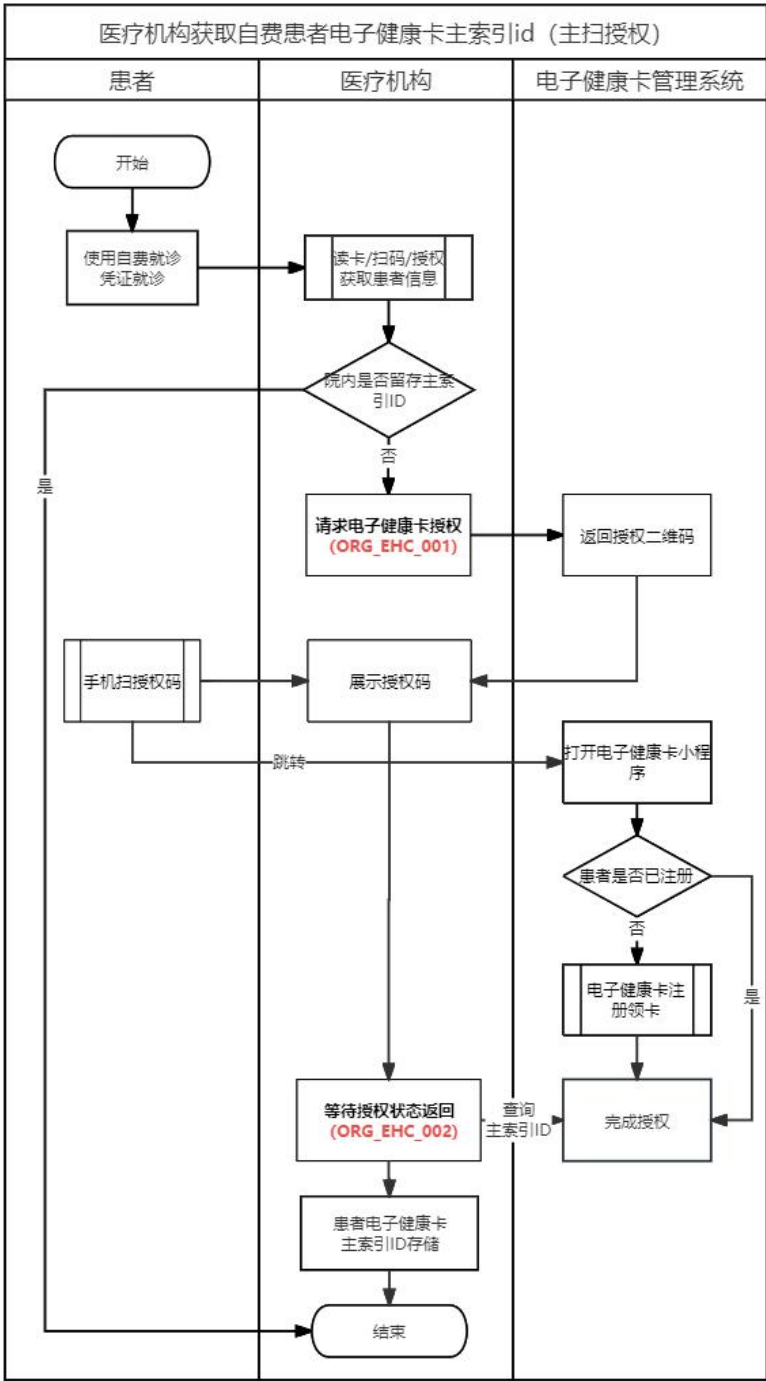 医疗机构获取自费患者电子健康卡主索引id（主扫授权）
患者
医疗机构
电子健康卡管理系统
开始
使用自费就诊
凭证就诊
读卡/扫码/授权
获取患者信息
院内是否留存主索
引ID
是
否
请求电子健康卡授权
(ORG_EHC_001)
返回授权二维码
手机扫授权码
展示授权码
跳转
打开电子健康卡小程
序
患者是否已注册
否
是
电子健康卡注
册领卡
等待授权状态返回
(ORG_EHC_002)
查询
主索引ID
完成授权
患者电子健康卡
主索引ID存储
结束